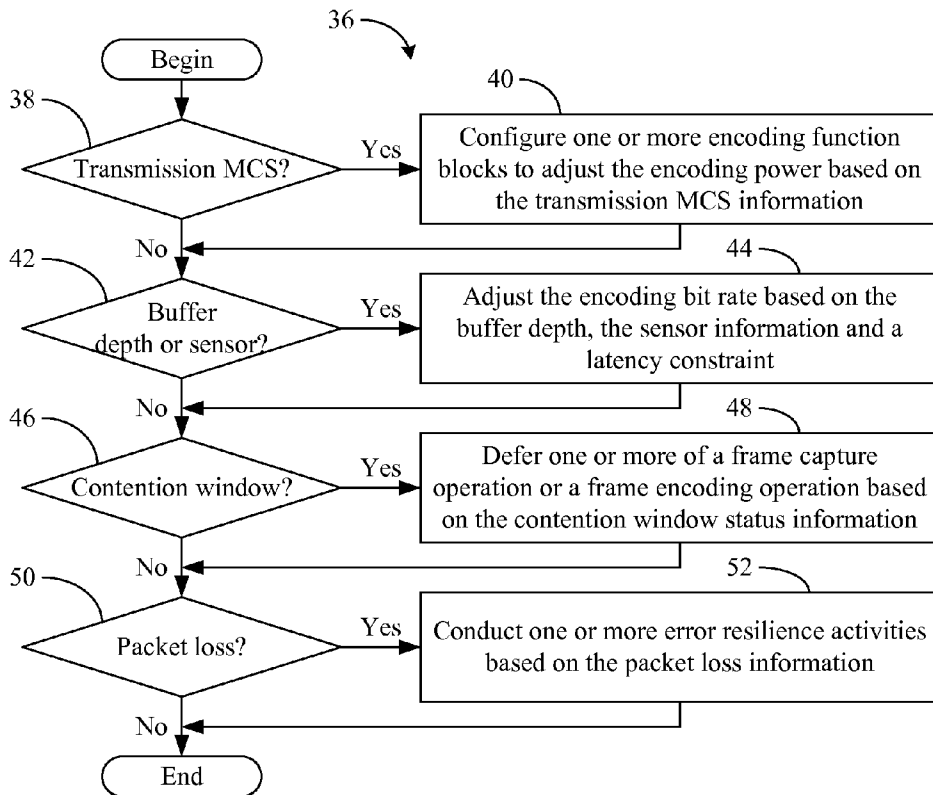 36
Begin
38
Transmission MCS?
Yes
40
Configure one or more encoding function
blocks to adjust the encoding power based on
the transmission MCS information
No
42
Buffer
depth or sensor?
Yes
44
Adjust the encoding bit rate based on the
buffer depth, the sensor information and a
latency constraint
No
46
Contention window?
Yes
48
Defer one or more of a frame capture
operation or a frame encoding operation based
on the contention window status information
No
50
Packet loss?
Yes
52
Conduct one or more error resilience activities
based on the packet loss information
No
End